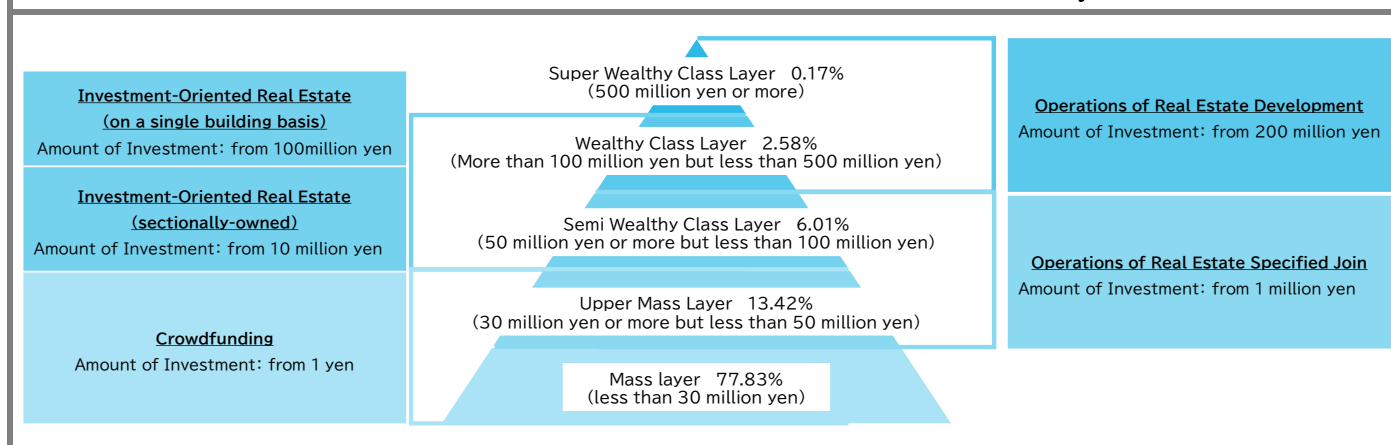 Investment-Oriented Real Estate
(on a single building basis)
Amount of Investment: from 100million yen
Investment-Oriented Real Estate
(sectionally-owned)
Amount of Investment: from 10 million yen
Crowdfunding
Amount of Investment: from 1 yen
Super Wealthy Class Layer 0.17%
(500 million yen or more)
Wealthy Class Layer 2.58%
(More than 100 million yen but less than 500 million yen)
Semi Wealthy Class Layer 6.01%
(50 million yen or more but less than 100 million yen)
Upper Mass Layer 13.42%
(30 million yen or more but less than 50 million yen)
Mass layer 77.83%
(less than 30 million yen)
Operations of Real Estate Development
Amount of Investment: from 200 million yen
Operations of Real Estate Specified Join
Amount of Investment: from 1 million yen